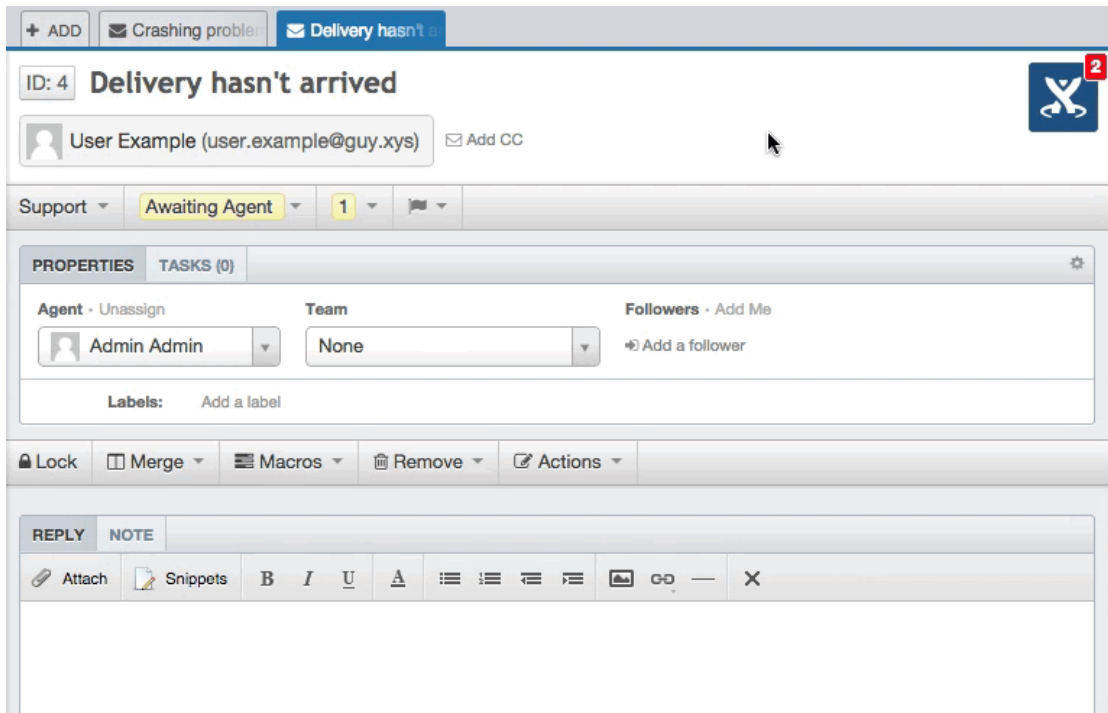 + ADD Crashing problem Delivery hasn't a
ID: 4 Delivery hasn't arrived
2
User Example (user.example@guy.xys) Add CC
Support Awaiting Agent 1
PROPERTIES TASKS (0)
Agent · Unassign Team Followers · Add Me
Admin Admin None Add a follower
Labels: Add a label
Lock Merge Macros Remove Actions
REPLY NOTE
Attach Snippets B I U A